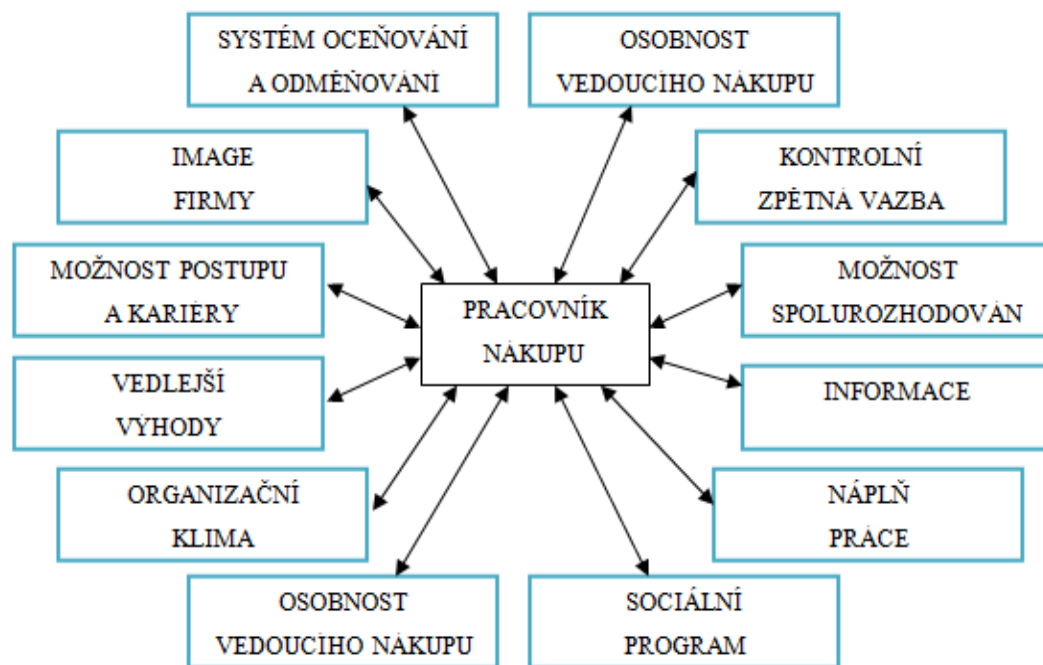 SYSTÉM OCEŇOVÁNÍ
A ODMĚŇOVÁNÍ
OSOBNOST
VEDOUCÍHO NÁKUPU
IMAGE
FIRMY
KONTROLNÍ
ZPĚTNÁ VAZBA
MOŽNOST POSTUPU
A KARIÉRY
PRACOVNÍK
NÁKUPU
MOŽNOST
SPOLUROZHODOVÁN
VEDLEJŠÍ
VÝHODY
INFORMACE
ORGANIZAČNÍ
KLIMA
NÁPLŇ
PRÁCE
OSOBNOST
VEDOUCÍHO NÁKUPU
SOCIÁLNÍ
PROGRAM